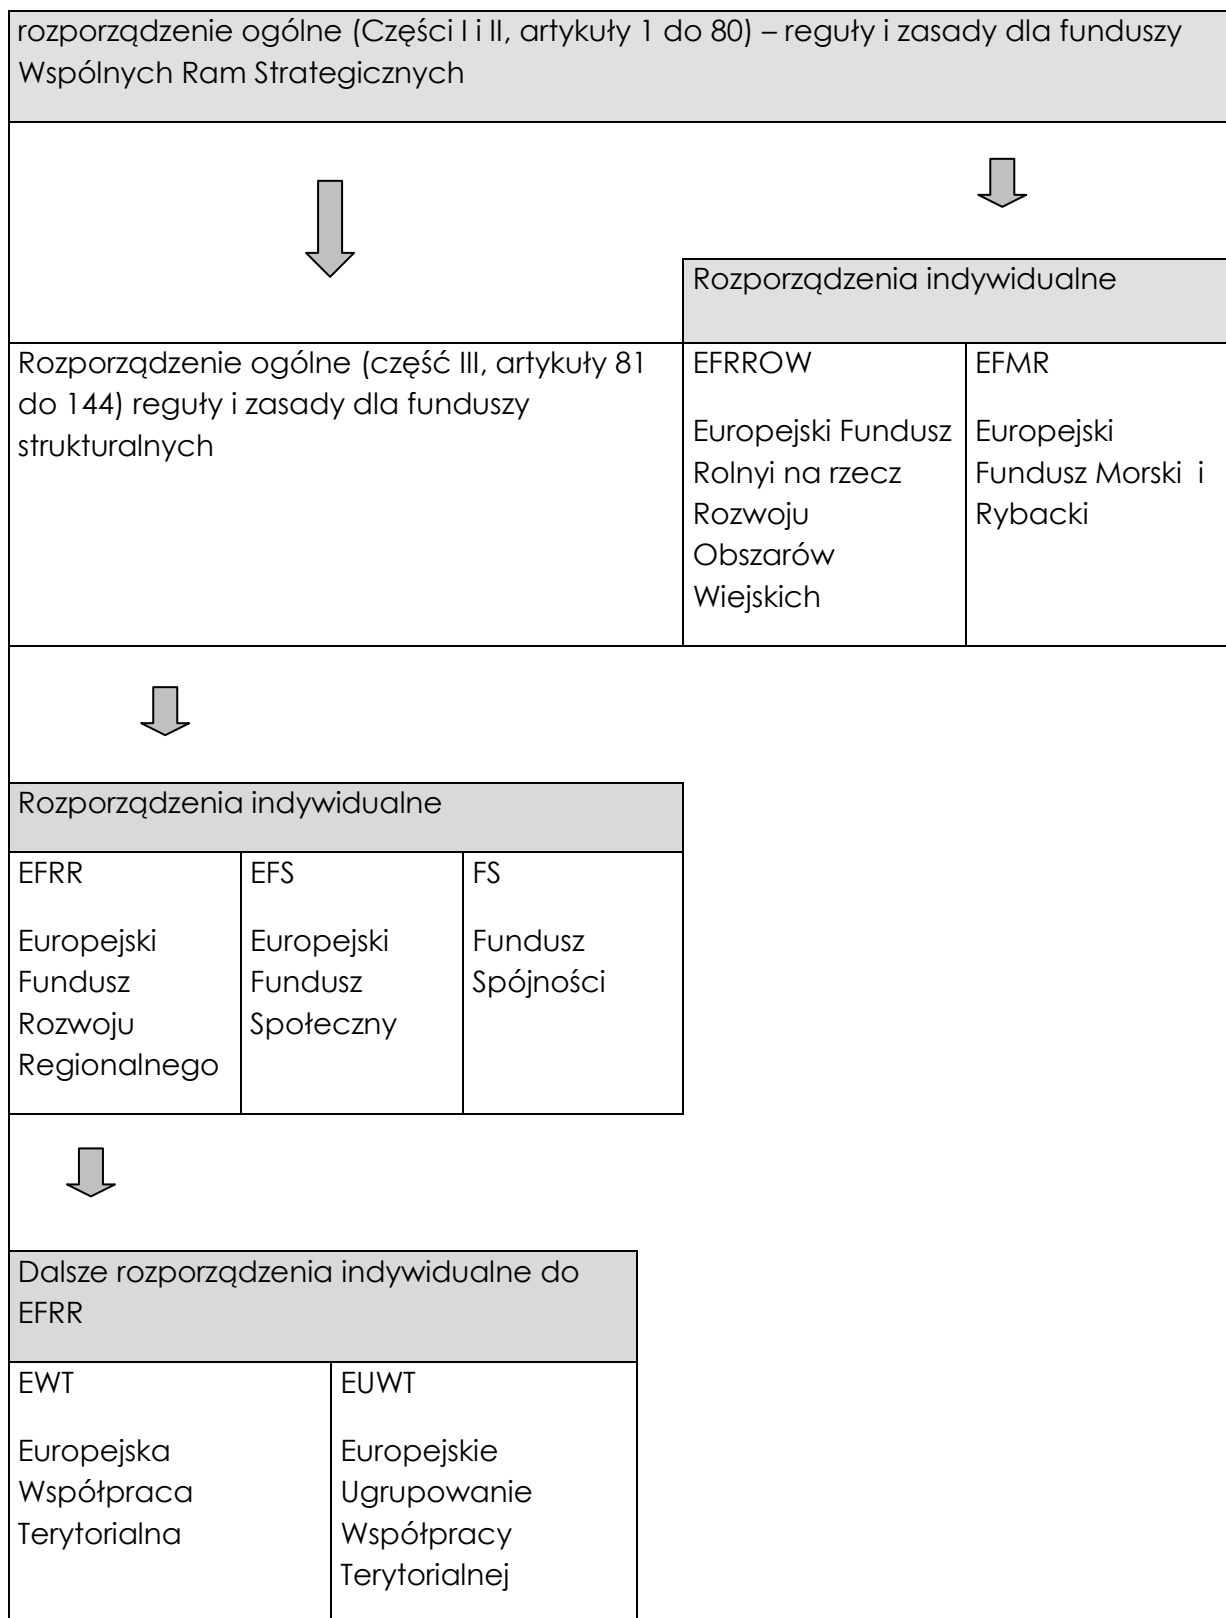 rozporządzenie ogólne (Części I i II, artykuły 1 do 80) – reguły i zasady dla funduszy
Wspólnych Ram Strategicznych
Rozporządzenia indywidualne
Rozporządzenie ogólne (część III, artykuły 81
do 144) reguły i zasady dla funduszy
strukturalnych
EFRROW
Europejski Fundusz
Rolnyi na rzecz
Rozwoju
Obszarów
Wiejskich
EFMR
Europejski
Fundusz Morski i
Rybacki
Rozporządzenia indywidualne
EFRR
Europejski
Fundusz
Rozwoju
Regionalnego
EFS
Europejski
Fundusz
Społeczny
FS
Fundusz
Spójności
Dalsze rozporządzenia indywidualne do
EFRR
EWT
Europejska
Współpraca
Terytorialna
EUWT
Europejskie
Ugrupowanie
Współpracy
Terytorialnej